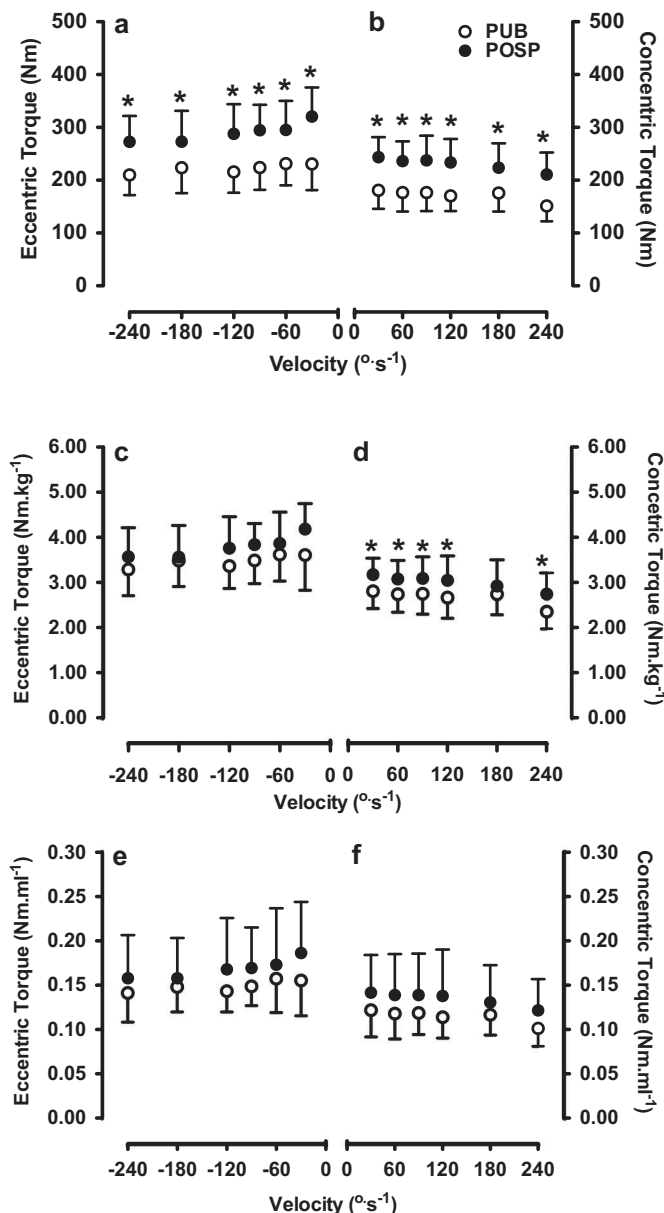 a
b
PUB
POSP
Eccentric Torque (Nm)
500
400
300
200
100
0
* * * * * *
* * * * * *
500
400
300
200
100
0
Concentric Torque (Nm)
-240 -180 -120 -60 0
0 60 120 180 240
Velocity (º·s⁻¹)
c
d
Eccentric Torque (Nm.kg⁻¹)
6.00
5.00
4.00
3.00
2.00
1.00
0.00
* * * * *
6.00
5.00
4.00
3.00
2.00
1.00
0.00
Concetric Torque (Nm.kg⁻¹)
-240 -180 -120 -60 0
0 60 120 180 240
Velocity (º·s⁻¹)
e
f
Eccentric Torque (Nm.ml⁻¹)
0.30
0.25
0.20
0.15
0.10
0.05
0.00
0.30
0.25
0.20
0.15
0.10
0.05
0.00
Concentric Torque (Nm.ml⁻¹)
-240 -180 -120 -60 0
0 60 120 180 240
Velocity (º·s⁻¹)